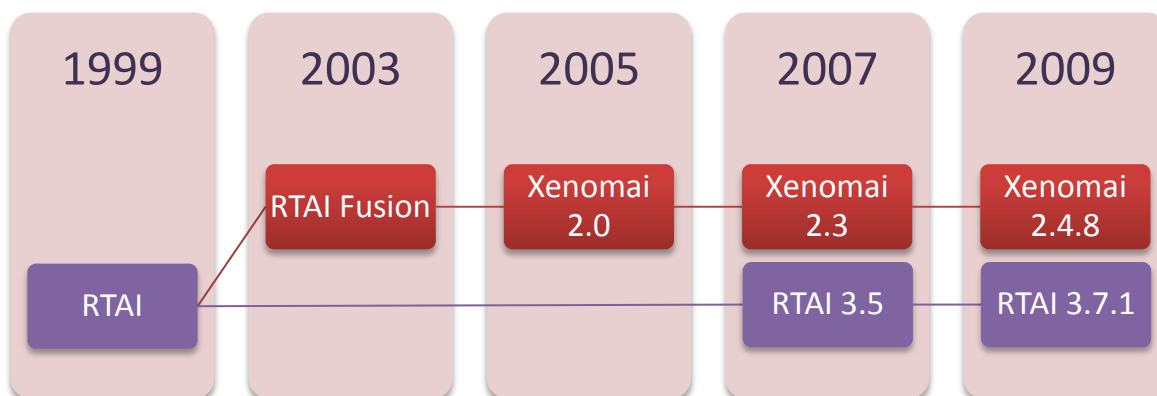 1999
2003
2005
2007
2009
RTAI Fusion
Xenomai
2.0
Xenomai
2.3
Xenomai
2.4.8
RTAI
RTAI 3.5
RTAI 3.7.1